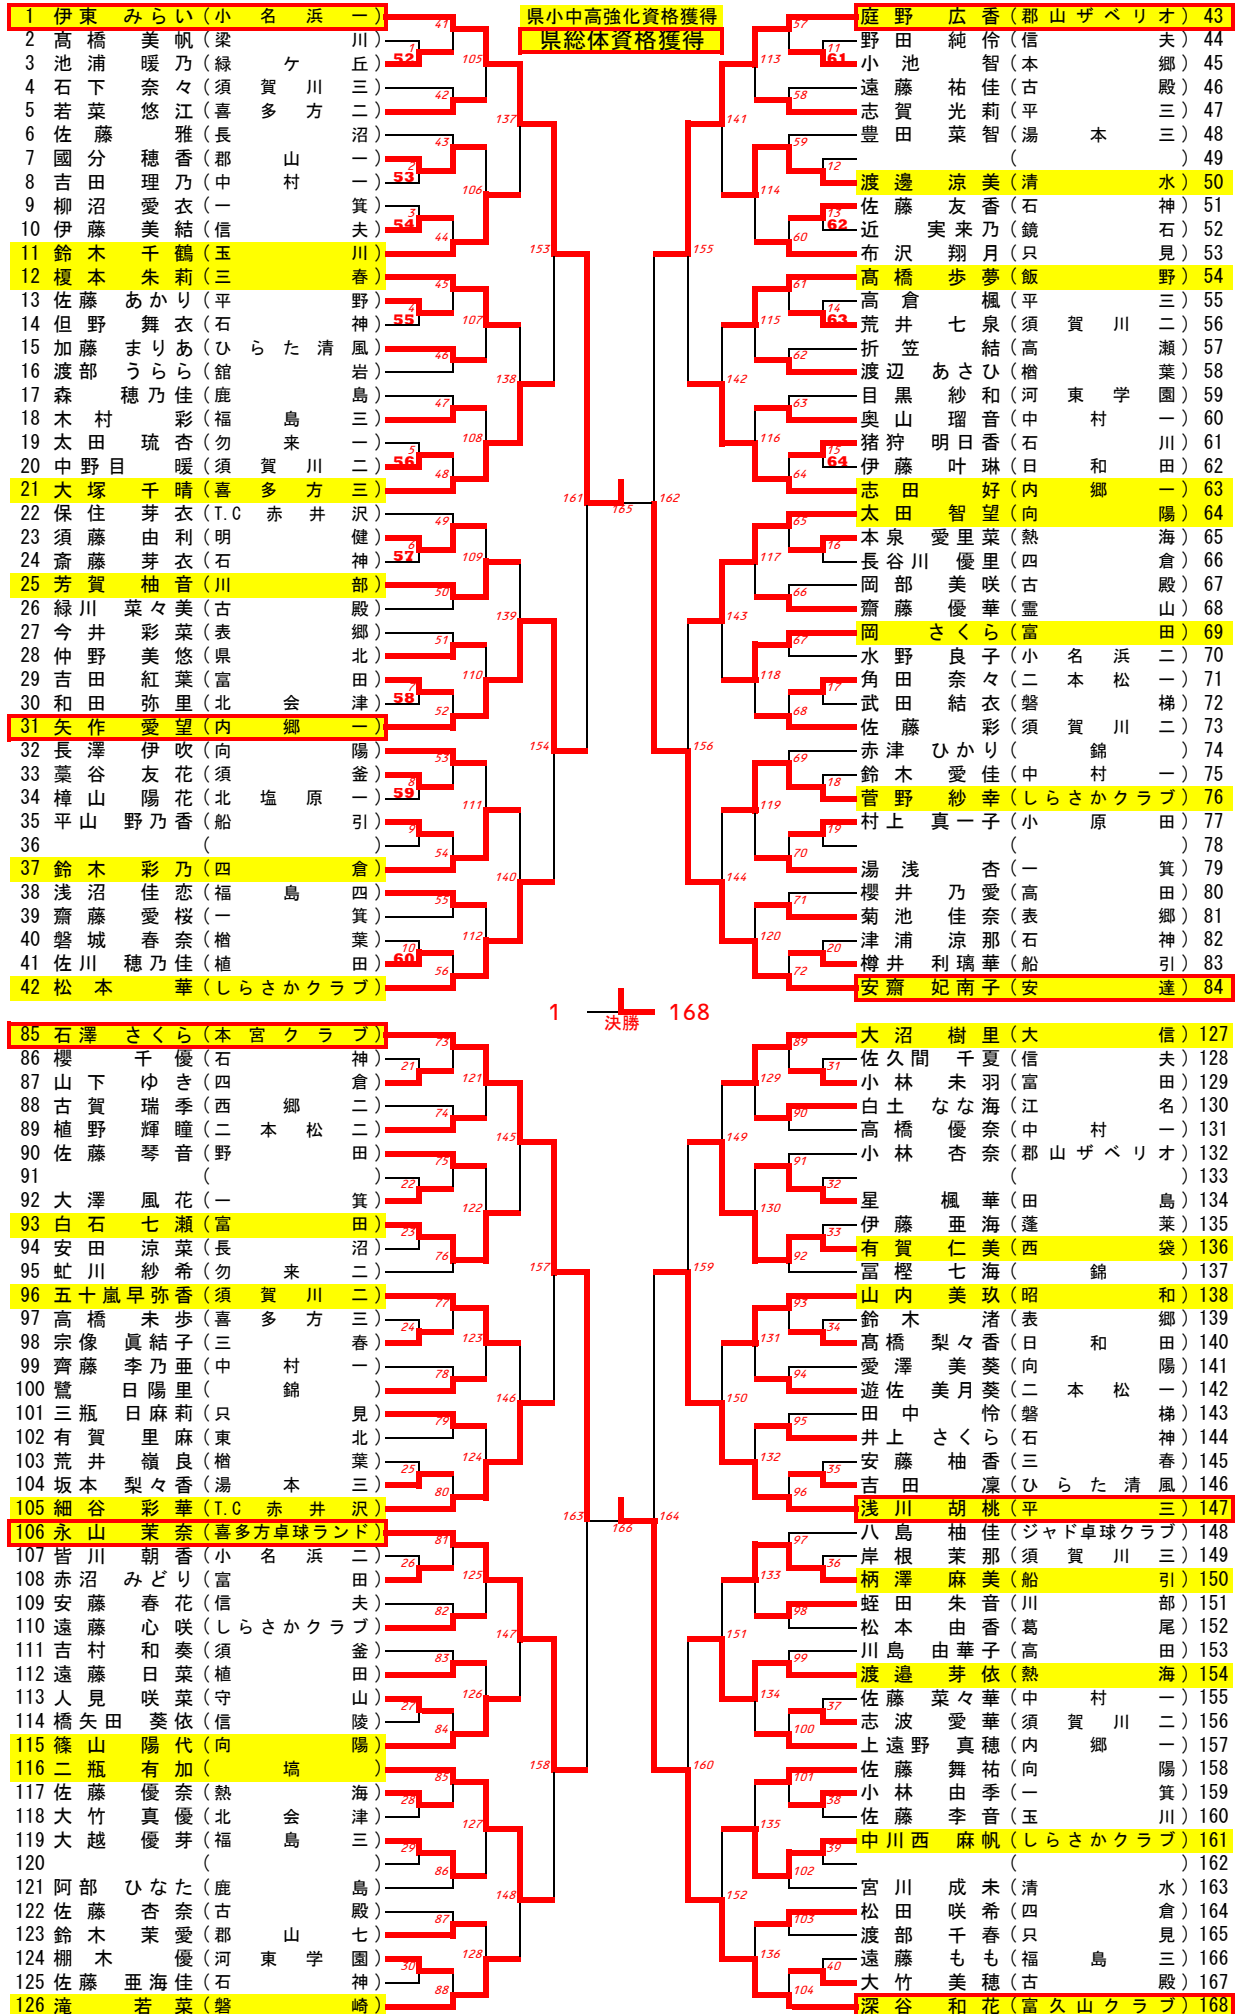 県小中高強化資格獲得
県総体資格獲得
1 伊東 みらい (小名浜一)
2 髙橋 美帆 (梁川)
3 池浦 暖乃 (緑ケ丘)
4 石下 奈々 (須賀川三)
5 若菜 悠江 (喜多方二)
6 佐藤 雅 (長沼)
7 國分 穂香 (郡山一)
8 吉田 理乃 (中村一)
9 柳沼 愛衣 (一箕)
10 伊藤 美結 (信夫)
11 鈴木 千鶴 (玉川)
12 榎本 朱莉 (三春)
13 佐藤 あかり (平野)
14 但野 舞衣 (石神)
15 加藤 まりあ (ひらた清風)
16 渡部 うらら (舘岩)
17 森 穂乃佳 (鹿島)
18 木村 彩 (福島三)
19 太田 琉杏 (勿来一)
20 中野目 暖 (須賀川二)
21 大塚 千晴 (喜多方三)
22 保住 芽衣 (T.C赤井沢)
23 須藤 由利 (明健)
24 斎藤 芽衣 (石神)
25 芳賀 柚音 (川部)
26 緑川 菜々美 (古殿)
27 今井 彩菜 (表郷)
28 仲野 美悠 (県北)
29 吉田 紅葉 (富田)
30 和田 弥里 (北会津)
31 矢作 愛望 (内郷一)
32 長澤 伊吹 (向陽)
33 藁谷 友花 (須釜)
34 樟山 陽花 (北塩原一)
35 平山 野乃香 (船引)
36 ( )
37 鈴木 彩乃 (四倉)
38 浅沼 佳恋 (福島四)
39 齋藤 愛桜 (一箕)
40 磐城 春奈 (楢葉)
41 佐川 穂乃佳 (植田)
42 松本 華 (しらさかクラブ)
庭野 広香 (郡山ザベリオ) 43
野田 純伶 (信夫) 44
小池 智 (本郷) 45
遠藤 祐佳 (古殿) 46
志賀 光莉 (平三) 47
豊田 菜智 (湯本三) 48
( ) 49
渡邊 涼美 (清水) 50
佐藤 友香 (石神) 51
近 実来乃 (鏡石) 52
布沢 翔月 (只見) 53
髙橋 歩夢 (飯野) 54
高倉 楓 (平三) 55
荒井 七泉 (須賀川二) 56
折笠 結 (高瀬) 57
渡辺 あさひ (楢葉) 58
目黒 紗和 (河東学園) 59
奥山 瑠音 (中村一) 60
猪狩 明日香 (石川) 61
伊藤 叶琳 (日和田) 62
志田 好 (内郷一) 63
太田 智望 (向陽) 64
本泉 愛里菜 (熱海) 65
長谷川 優里 (四倉) 66
岡部 美咲 (古殿) 67
齋藤 優華 (霊山) 68
岡 さくら (富田) 69
水野 良子 (小名浜二) 70
角田 奈々 (二本松一) 71
武田 結衣 (磐梯) 72
佐藤 彩 (須賀川二) 73
赤津 ひかり (錦) 74
鈴木 愛佳 (中村一) 75
菅野 紗幸 (しらさかクラブ) 76
村上 真一子 (小原田) 77
( ) 78
湯浅 杏 (一箕) 79
櫻井 乃愛 (高田) 80
菊池 佳奈 (表郷) 81
津浦 涼那 (石神) 82
樽井 利璃華 (船引) 83
安齋 妃南子 (安達) 84
1 決勝 168
85 石澤 さくら (本宮クラブ)
86 櫻 千優 (石神)
87 山下 ゆき (四倉)
88 古賀 瑞季 (西郷二)
89 植野 輝瞳 (二本松二)
90 佐藤 琴音 (野田)
91 ( )
92 大澤 風花 (一箕)
93 白石 七瀬 (富田)
94 安田 涼菜 (長沼)
95 虻川 紗希 (勿来二)
96 五十嵐早弥香 (須賀川二)
97 高橋 未歩 (喜多方三)
98 宗像 眞結子 (三春)
99 齊藤 李乃亜 (中村一)
100 鷺 日陽里 (錦)
101 三瓶 日麻莉 (只見)
102 有賀 里麻 (東北)
103 荒井 嶺良 (楢葉)
104 坂本 梨々香 (湯本三)
105 細谷 彩華 (T.C赤井沢)
106 永山 茉奈 (喜多方卓球ランド)
107 皆川 朝香 (小名浜二)
108 赤沼 みどり (富田)
109 安藤 春花 (信夫)
110 遠藤 心咲 (しらさかクラブ)
111 吉村 和奏 (須釜)
112 遠藤 日菜 (植田)
113 人見 咲菜 (守山)
114 橋矢田 葵依 (信陵)
115 篠山 陽代 (向陽)
116 二瓶 有加 (塙)
117 佐藤 優奈 (熱海)
118 大竹 真優 (北会津)
119 大越 優芽 (福島三)
120 ( )
121 阿部 ひなた (鹿島)
122 佐藤 杏奈 (古殿)
123 鈴木 茉愛 (郡山七)
124 棚木 優 (河東学園)
125 佐藤 亜海佳 (石神)
126 滝 若菜 (磐崎)
大沼 樹里 (大信) 127
佐久間 千夏 (信夫) 128
小林 未羽 (富田) 129
白土 なな海 (江名) 130
高橋 優奈 (中村一) 131
小林 杏奈 (郡山ザベリオ) 132
( ) 133
星 楓華 (田島) 134
伊藤 亜海 (蓬莱) 135
有賀 仁美 (西袋) 136
冨樫 七海 (錦) 137
山内 美玖 (昭和) 138
鈴木 渚 (表郷) 139
髙橋 梨々香 (日和田) 140
愛澤 美葵 (向陽) 141
遊佐 美月葵 (二本松一) 142
田中 怜 (磐梯) 143
井上 さくら (石神) 144
安藤 柚香 (三春) 145
吉田 凜 (ひらた清風) 146
浅川 胡桃 (平三) 147
八島 柚佳 (ジャド卓球クラブ) 148
岸根 茉那 (須賀川三) 149
柄澤 麻美 (船引) 150
蛭田 朱音 (川部) 151
松本 由香 (葛尾) 152
川島 由華子 (高田) 153
渡邉 芽依 (熱海) 154
佐藤 菜々華 (中村一) 155
志波 愛華 (須賀川二) 156
上遠野 真穂 (内郷一) 157
佐藤 舞祐 (向陽) 158
小林 由季 (一箕) 159
佐藤 李音 (玉川) 160
中川西 麻帆 (しらさかクラブ) 161
( ) 162
宮川 成未 (清水) 163
松田 咲希 (四倉) 164
渡部 千春 (只見) 165
遠藤 もも (福島三) 166
大竹 美穂 (古殿) 167
深谷 和花 (富久山クラブ) 168